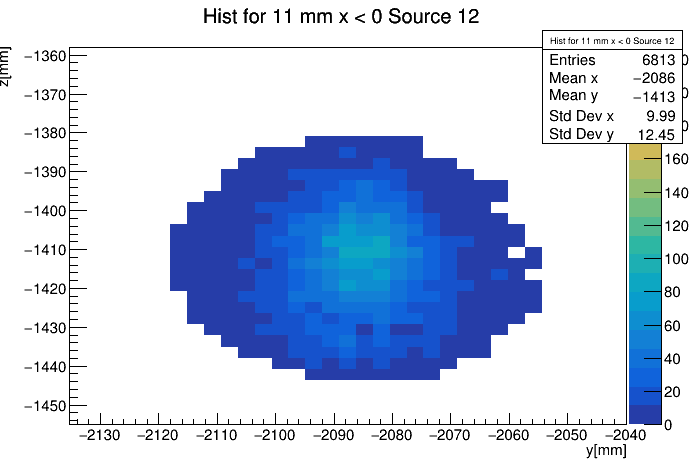 Hist for 11 mm x < 0 Source 12
z[mm]
Hist for 11 mm x < 0 Source 12
Entries 6813
Mean x −2086
Mean y −1413
Std Dev x 9.99
Std Dev y 12.45
−1360
−1370
−1380
−1390
−1400
−1410
−1420
−1430
−1440
−1450
160
140
120
100
80
60
40
20
0
−2130 −2120 −2110 −2100 −2090 −2080 −2070 −2060 −2050 −2040
y[mm]